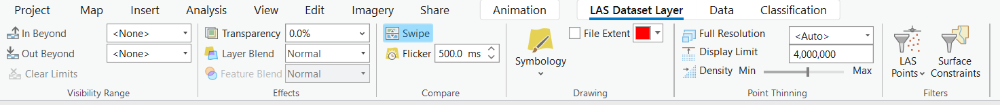 Project Map Insert Analysis View Edit Imagery Share Animation LAS Dataset Layer Data Classification
In Beyond <None>
Out Beyond <None>
Clear Limits
Visibility Range
Transparency 0.0%
Layer Blend Normal
Feature Blend Normal
Effects
Swipe
Flicker 500.0 ms
Compare
Symbology
File Extent
Drawing
Full Resolution <Auto>
Display Limit 4,000,000
Density Min Max
Point Thinning
LAS
Points
Surface
Constraints
Filters